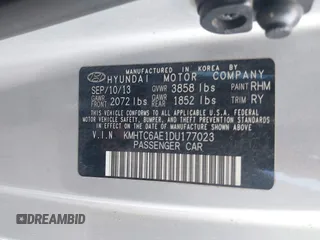 MANUFACTURED IN KOREA BY
HYUNDAI MOTOR COMPANY
SEP/10/13 GVWR 3858 lbs PAINT RHM
GAWR FRONT 2072 lbs GAWR REAR 1852 lbs TRIM RY
THIS VEHICLE CONFORMS TO ALL APPLICABLE U.S. FEDERAL
MOTOR VEHICLE SAFETY, BUMPER, AND THEFT PREVENTION
STANDARDS IN EFFECT ON THE DATE OF MANUFACTURE
SHOWN ABOVE.
V.I.N KMHTC6AE1DU177023
PASSENGER CAR
DREAMBID